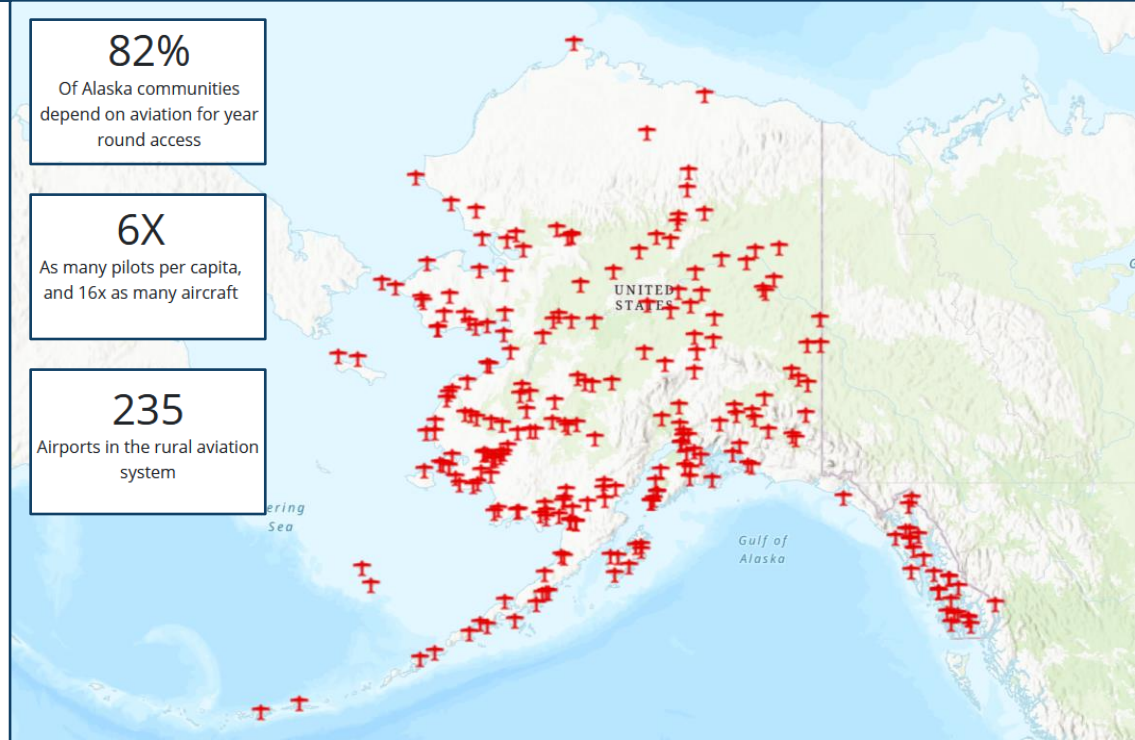 82%
Of Alaska communities
depend on aviation for year
round access
6X
As many pilots per capita,
and 16x as many aircraft
UNITED
STATES
235
Airports in the rural aviation
system
ering
Sea
Gulf of
Alaska
G